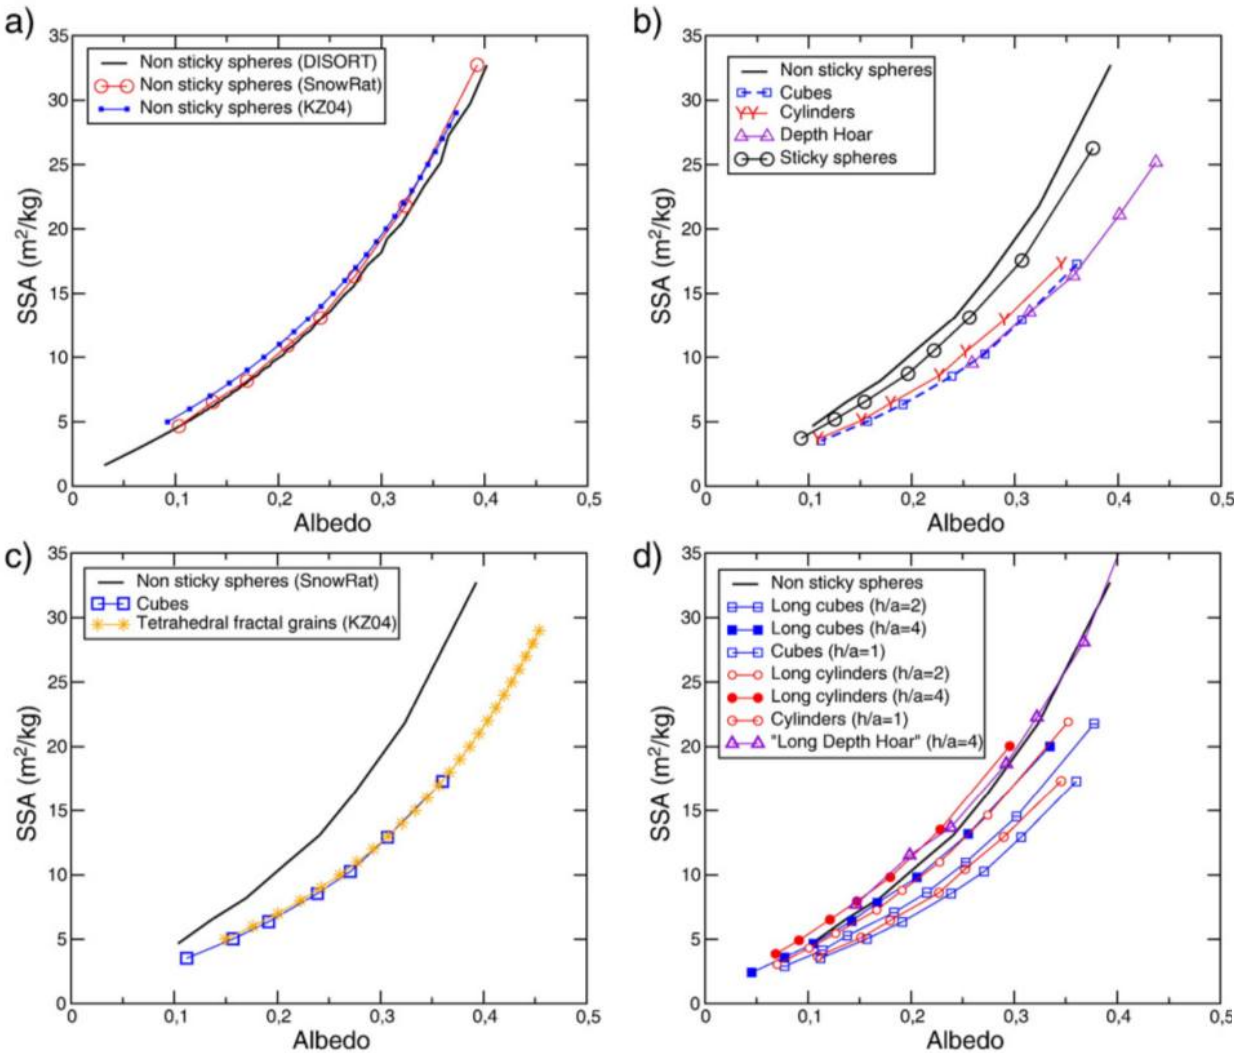 a)
35
30
25
20
15
10
5
0
SSA (m²/kg)
Non sticky spheres (DISORT)
Non sticky spheres (SnowRat)
Non sticky spheres (KZ04)
0 0,1 0,2 0,3 0,4 0,5
Albedo
b)
35
30
25
20
15
10
5
0
SSA (m²/kg)
Non sticky spheres
Cubes
Cylinders
Depth Hoar
Sticky spheres
0 0,1 0,2 0,3 0,4 0,5
Albedo
c)
35
30
25
20
15
10
5
0
SSA (m²/kg)
Non sticky spheres (SnowRat)
Cubes
Tetrahedral fractal grains (KZ04)
0 0,1 0,2 0,3 0,4 0,5
Albedo
d)
35
30
25
20
15
10
5
0
SSA (m²/kg)
Non sticky spheres
Long cubes (h/a=2)
Long cubes (h/a=4)
Cubes (h/a=1)
Long cylinders (h/a=2)
Long cylinders (h/a=4)
Cylinders (h/a=1)
"Long Depth Hoar" (h/a=4)
0 0,1 0,2 0,3 0,4 0,5
Albedo